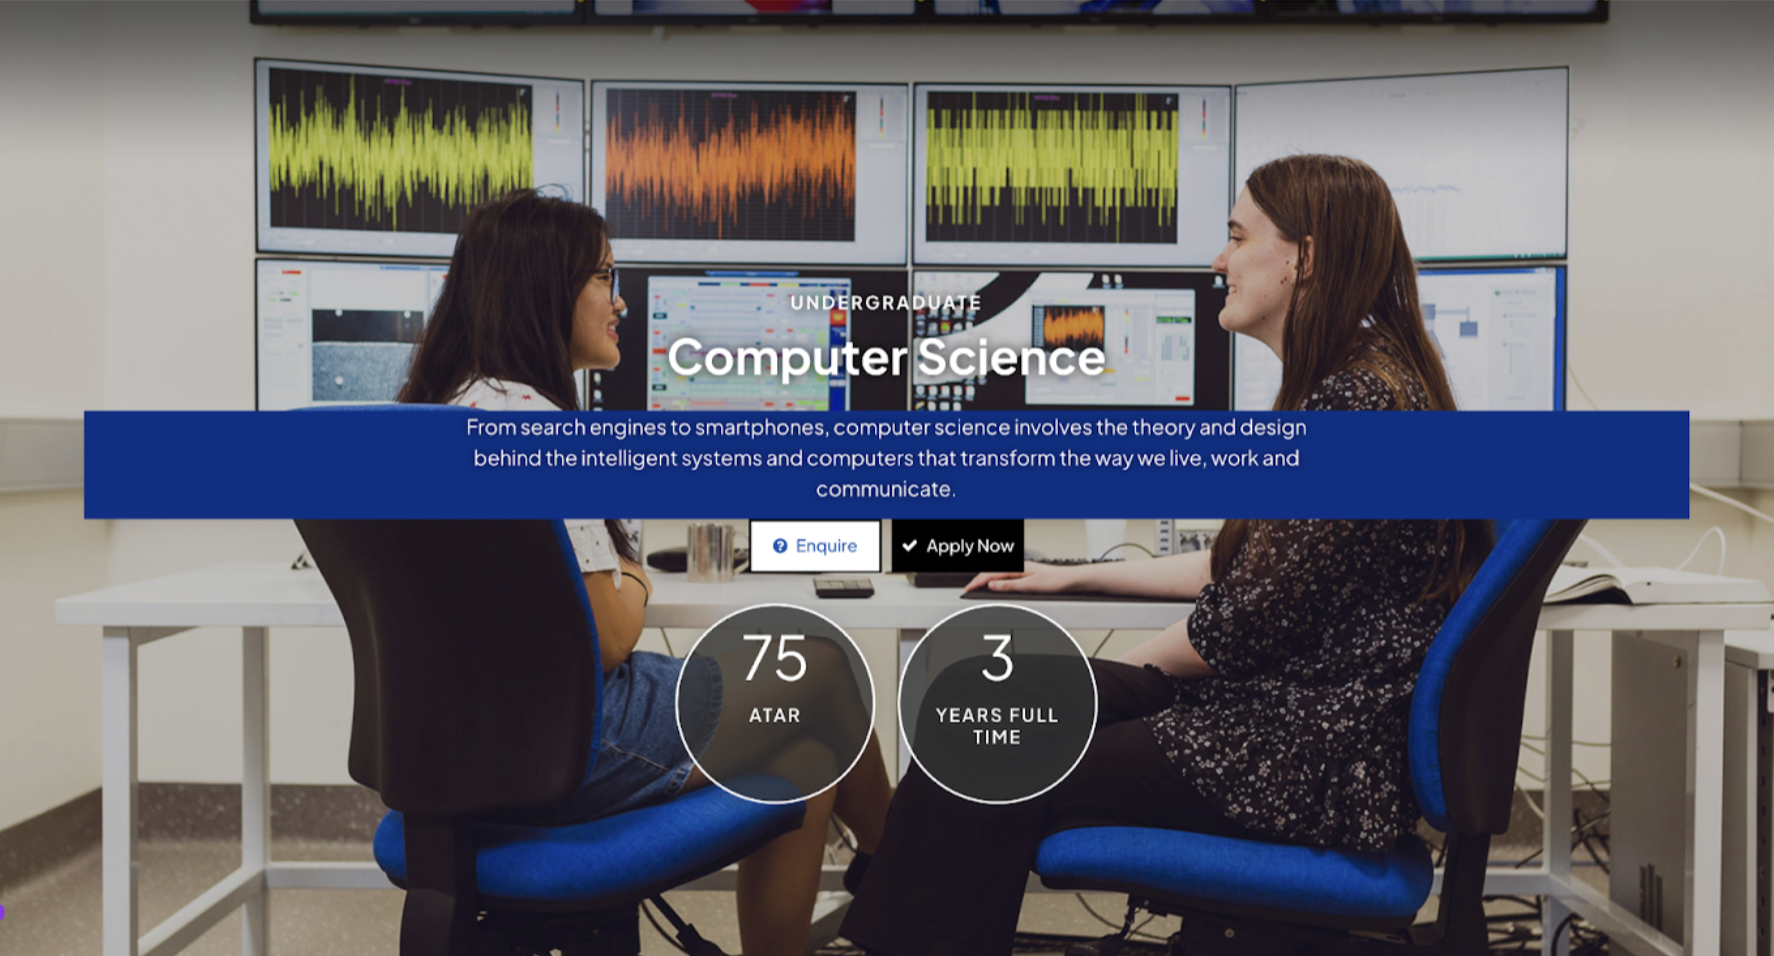 UNDERGRADUATE
Computer Science
From search engines to smartphones, computer science involves the theory and design
behind the intelligent systems and computers that transform the way we live, work and
communicate.
Enquire
Apply Now
75
ATAR
3
YEARS FULL
TIME